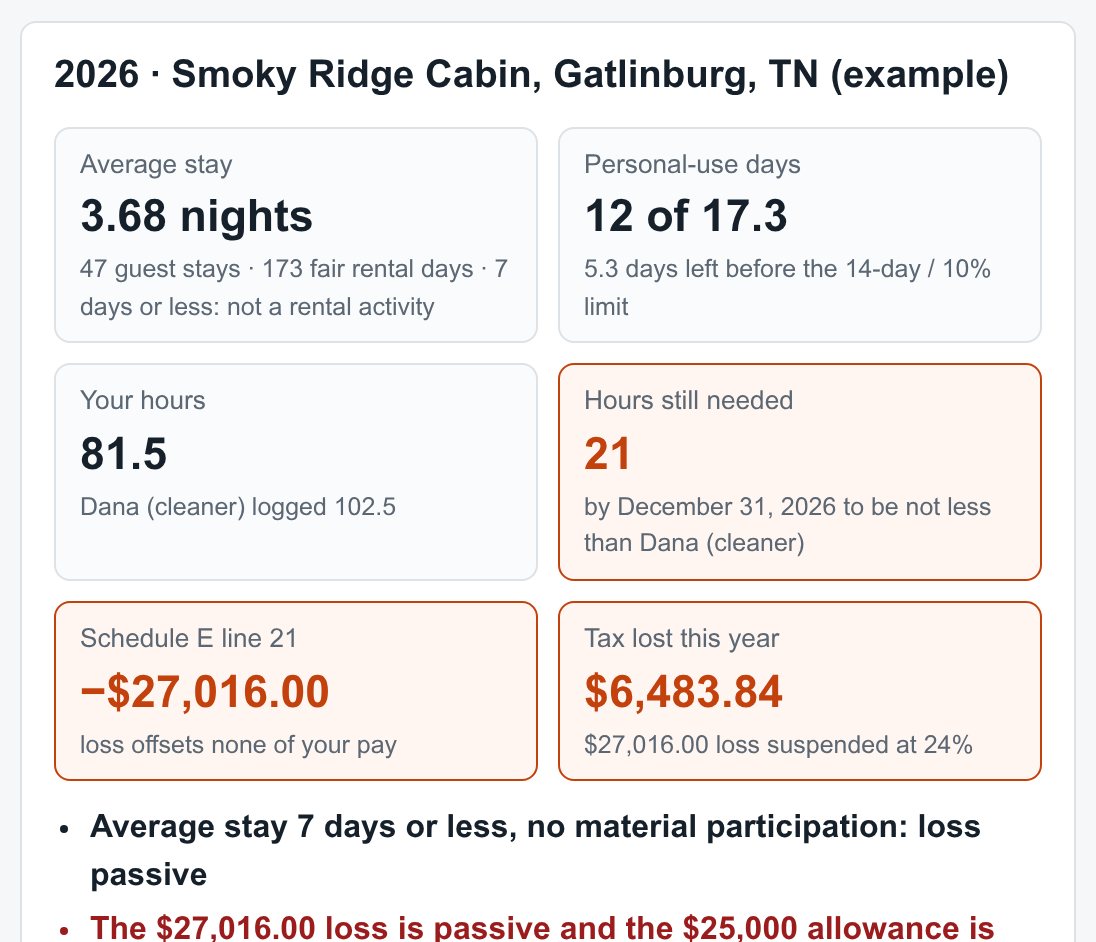 2026 · Smoky Ridge Cabin, Gatlinburg, TN (example)
Average stay
3.68 nights
47 guest stays · 173 fair rental days · 7
days or less: not a rental activity
Personal-use days
12 of 17.3
5.3 days left before the 14-day / 10%
limit
Your hours
81.5
Dana (cleaner) logged 102.5
Hours still needed
21
by December 31, 2026 to be not less
than Dana (cleaner)
Schedule E line 21
−$27,016.00
loss offsets none of your pay
Tax lost this year
$6,483.84
$27,016.00 loss suspended at 24%
• Average stay 7 days or less, no material participation: loss
passive
• The $27,016.00 loss is passive and the $25,000 allowance is